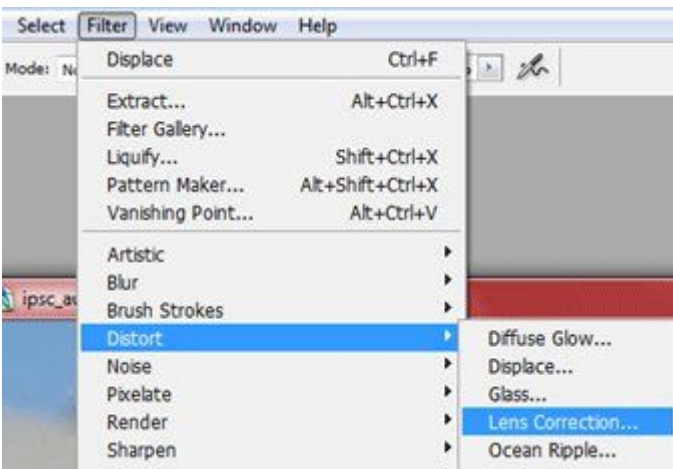 Select Filter View Window Help
Mode:
Displace Ctrl+F
Extract... Alt+Ctrl+X
Filter Gallery...
Liquify... Shift+Ctrl+X
Pattern Maker... Alt+Shift+Ctrl+X
Vanishing Point... Alt+Ctrl+V
Artistic
Blur
Brush Strokes
Distort
Noise
Pixelate
Render
Sharpen
Diffuse Glow...
Displace...
Glass...
Lens Correction...
Ocean Ripple...